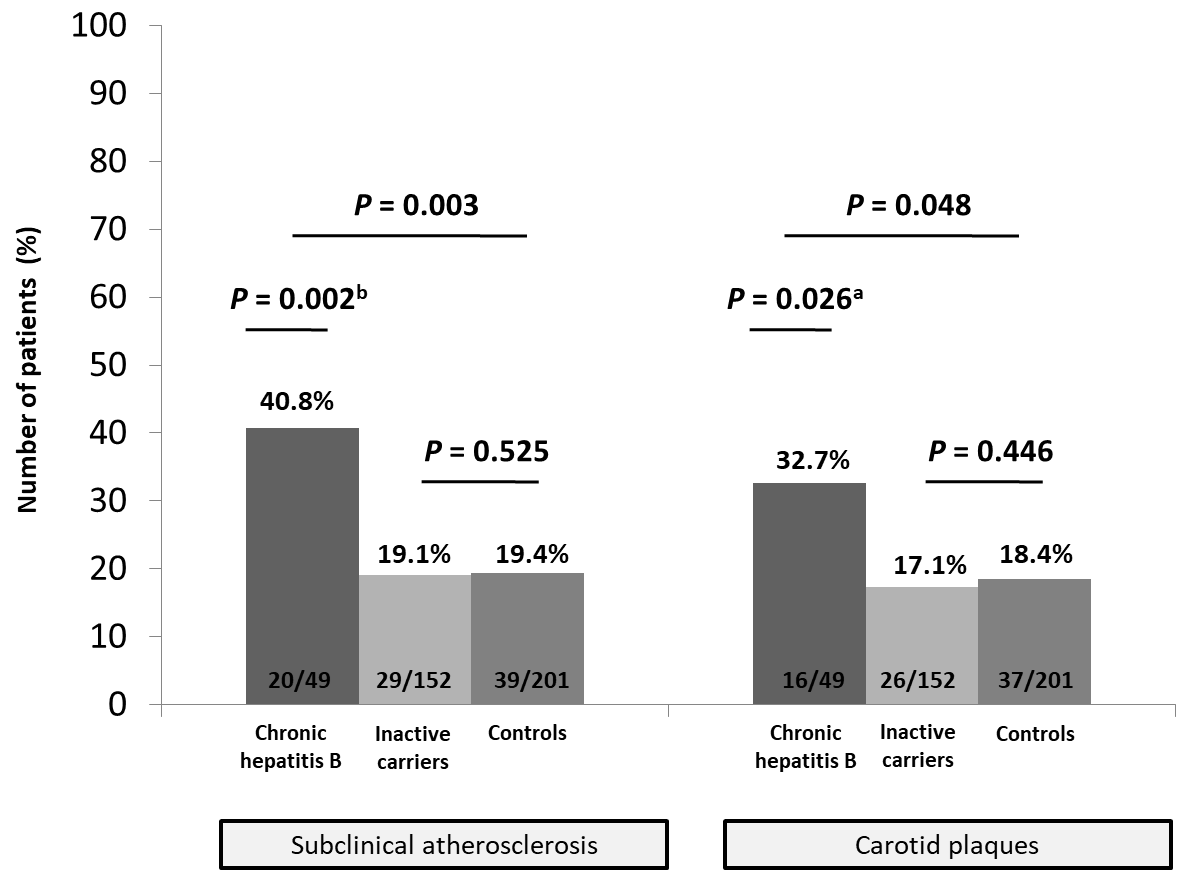 Number of patients (%)
100
90
80
70
60
50
40
30
20
10
0
P = 0.003
P = 0.002ᵇ
40.8%
P = 0.525
19.1%
19.4%
20/49
29/152
39/201
Chronic
hepatitis B
Inactive
carriers
Controls
Subclinical atherosclerosis
P = 0.048
P = 0.026ᵃ
32.7%
P = 0.446
17.1%
18.4%
16/49
26/152
37/201
Chronic
hepatitis B
Inactive
carriers
Controls
Carotid plaques